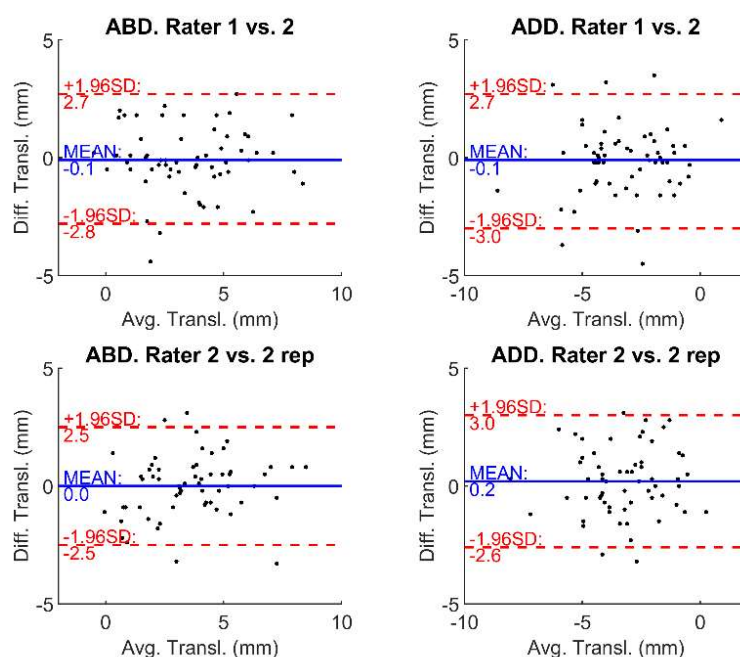 ABD. Rater 1 vs. 2
5
+1.96SD:
2.7
MEAN:
-0.1
-1.96SD:
-2.8
0
-5
0 5 10
Diff. Transl. (mm)
Avg. Transl. (mm)
ADD. Rater 1 vs. 2
5
+1.96SD:
2.7
MEAN:
-0.1
-1.96SD:
-3.0
0
-5
-10 -5 0
Diff. Transl. (mm)
Avg. Transl. (mm)
ABD. Rater 2 vs. 2 rep
5
+1.96SD:
2.5
MEAN:
0.0
-1.96SD:
-2.5
0
-5
0 5 10
Diff. Transl. (mm)
Avg. Transl. (mm)
ADD. Rater 2 vs. 2 rep
5
+1.96SD:
3.0
MEAN:
0.2
-1.96SD:
-2.6
0
-5
-10 -5 0
Diff. Transl. (mm)
Avg. Transl. (mm)